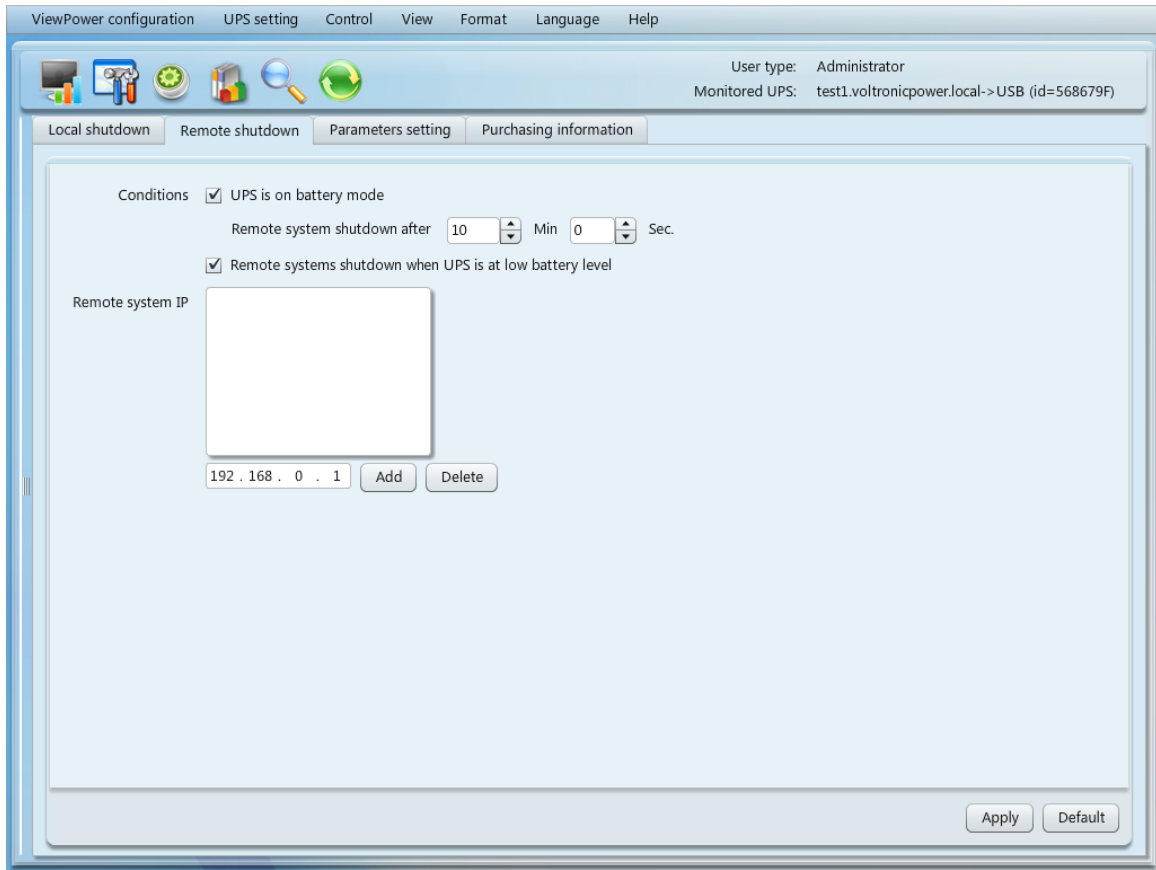 ViewPower configuration UPS setting Control View Format Language Help
User type: Administrator
Monitored UPS: test1.voltronicpower.local->USB (id=568679F)
Local shutdown Remote shutdown Parameters setting Purchasing information
Conditions UPS is on battery mode
Remote system shutdown after 10 Min 0 Sec.
Remote systems shutdown when UPS is at low battery level
Remote system IP
192 . 168 . 0 . 1 Add Delete
Apply Default